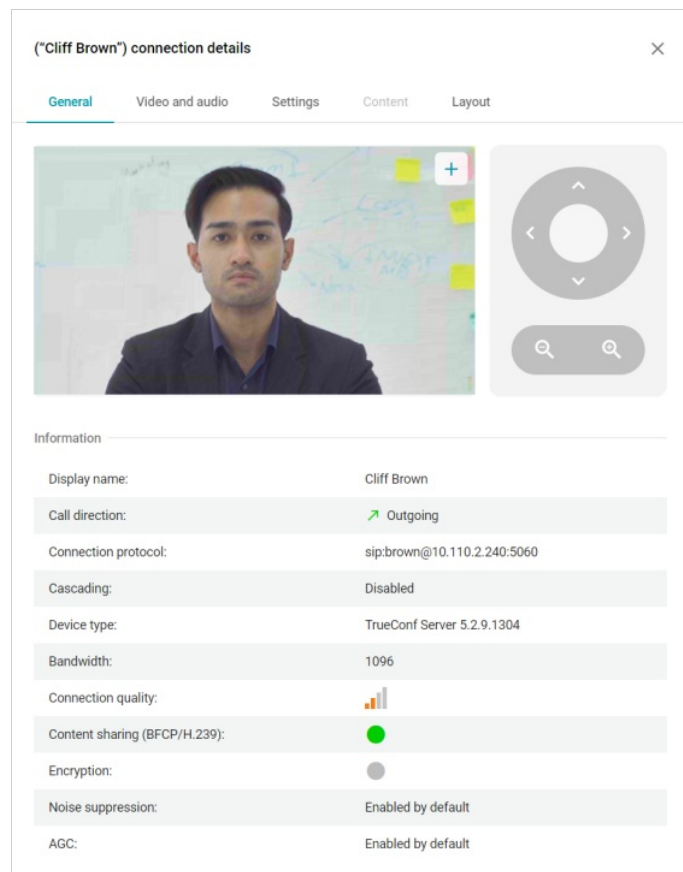 ("Cliff Brown") connection details
General Video and audio Settings Content Layout
Information
Display name: Cliff Brown
Call direction: Outgoing
Connection protocol: sip:brown@10.110.2.240:5060
Cascading: Disabled
Device type: TrueConf Server 5.2.9.1304
Bandwidth: 1096
Connection quality:
Content sharing (BFCP/H.239):
Encryption:
Noise suppression: Enabled by default
AGC: Enabled by default